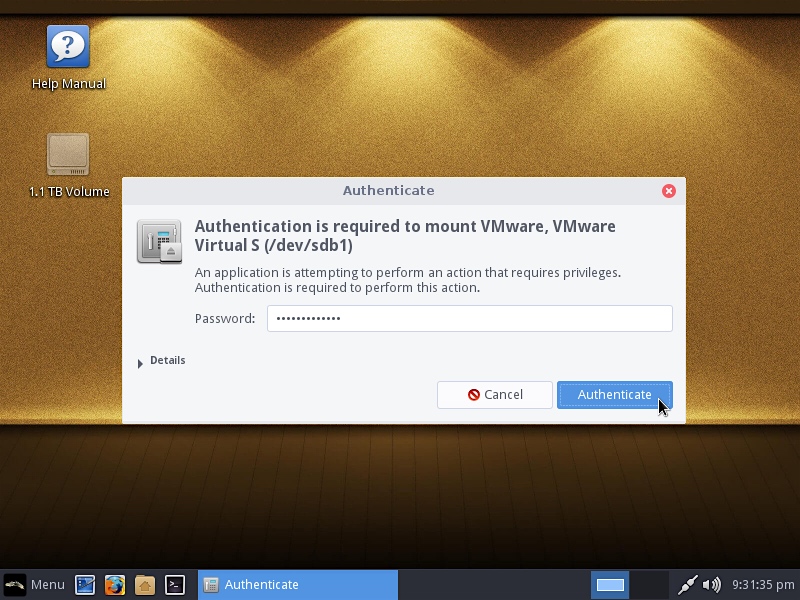 Help Manual
1.1 TB Volume
Authenticate
Authentication is required to mount VMware, VMware
Virtual S (/dev/sdb1)
An application is attempting to perform an action that requires privileges.
Authentication is required to perform this action.
Password: •••••••••••••
Details
Cancel
Authenticate
Menu
Authenticate
9:31:35 pm